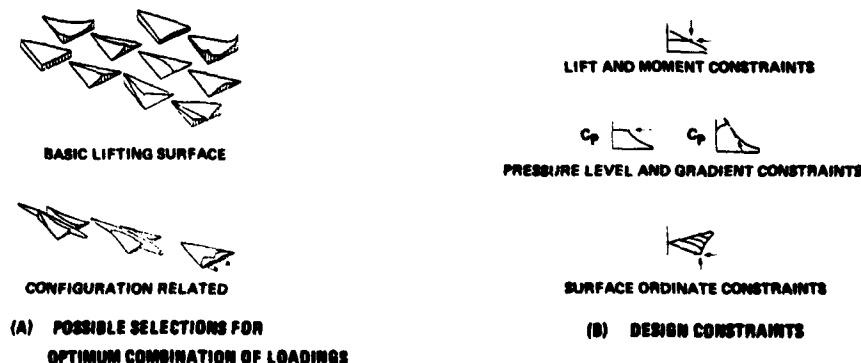 BASIC LIFTING SURFACE
CONFIGURATION RELATED
(A) POSSIBLE SELECTIONS FOR
OPTIMUM COMBINATION OF LOADINGS
LIFT AND MOMENT CONSTRAINTS
Cp Cp
PRESSURE LEVEL AND GRADIENT CONSTRAINTS
SURFACE ORDINATE CONSTRAINTS
(B) DESIGN CONSTRAINTS